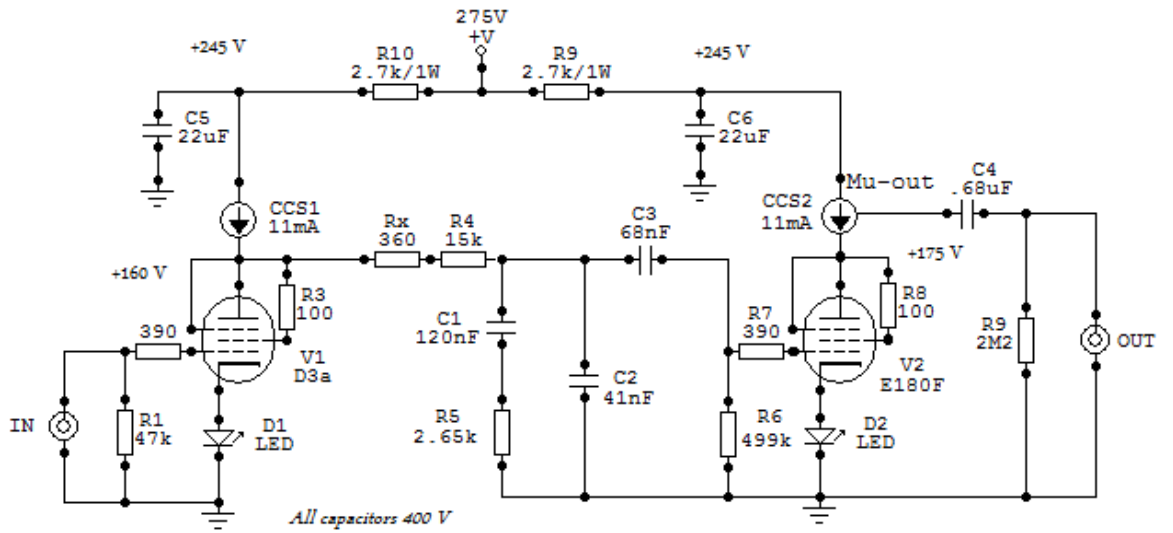 275V
+V
+245 V
R10
2.7k/1W
R9
2.7k/1W
+245 V
C5
22uF
C6
22uF
Mu-out
C4
.68uF
CCS1
11mA
CCS2
11mA
Rx
360
R4
15k
C3
68nF
+160 V
+175 V
R3
100
R8
100
C1
120nF
390
V1
D3a
R7
390
V2
E180F
R9
2M2
OUT
C2
41nF
IN
R1
47k
D1
LED
R5
2.65k
R6
499k
D2
LED
All capacitors 400 V